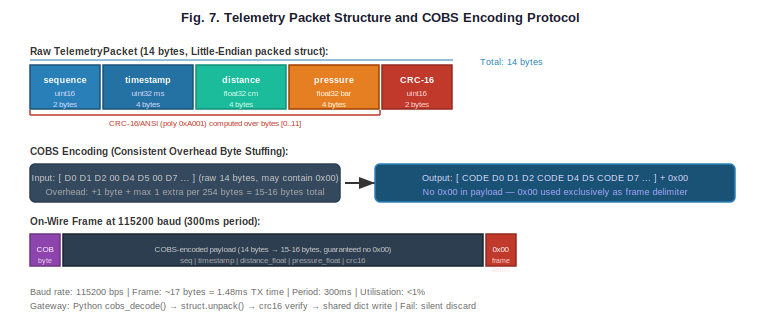 Fig. 7. Telemetry Packet Structure and COBS Encoding Protocol
Raw TelemetryPacket (14 bytes, Little-Endian packed struct):
Total: 14 bytes
sequence timestamp distance pressure CRC-16
uint16 uint32 ms float32 cm float32 bar uint16
2 bytes 4 bytes 4 bytes 4 bytes 2 bytes
CRC-16/ANSI (poly 0xA001) computed over bytes [0..11]
COBS Encoding (Consistent Overhead Byte Stuffing):
Input: [ D0 D1 D2 00 D4 D5 00 D7 ... ] (raw 14 bytes, may contain 0x00)
Overhead: +1 byte + max 1 extra per 254 bytes = 15-16 bytes total
Output: [ CODE D0 D1 D2 CODE D4 D5 CODE D7 ... ] + 0x00
No 0x00 in payload — 0x00 used exclusively as frame delimiter
On-Wire Frame at 115200 baud (300ms period):
COB
byte
COBS-encoded payload (14 bytes → 15-16 bytes, guaranteed no 0x00)
seq | timestamp | distance_float | pressure_float | crc16
0x00
frame
Baud rate: 115200 bps | Frame: ~17 bytes = 1.48ms TX time | Period: 300ms | Utilisation: <1%
Gateway: Python cobs_decode() → struct.unpack() → crc16 verify → shared dict write | Fail: silent discard